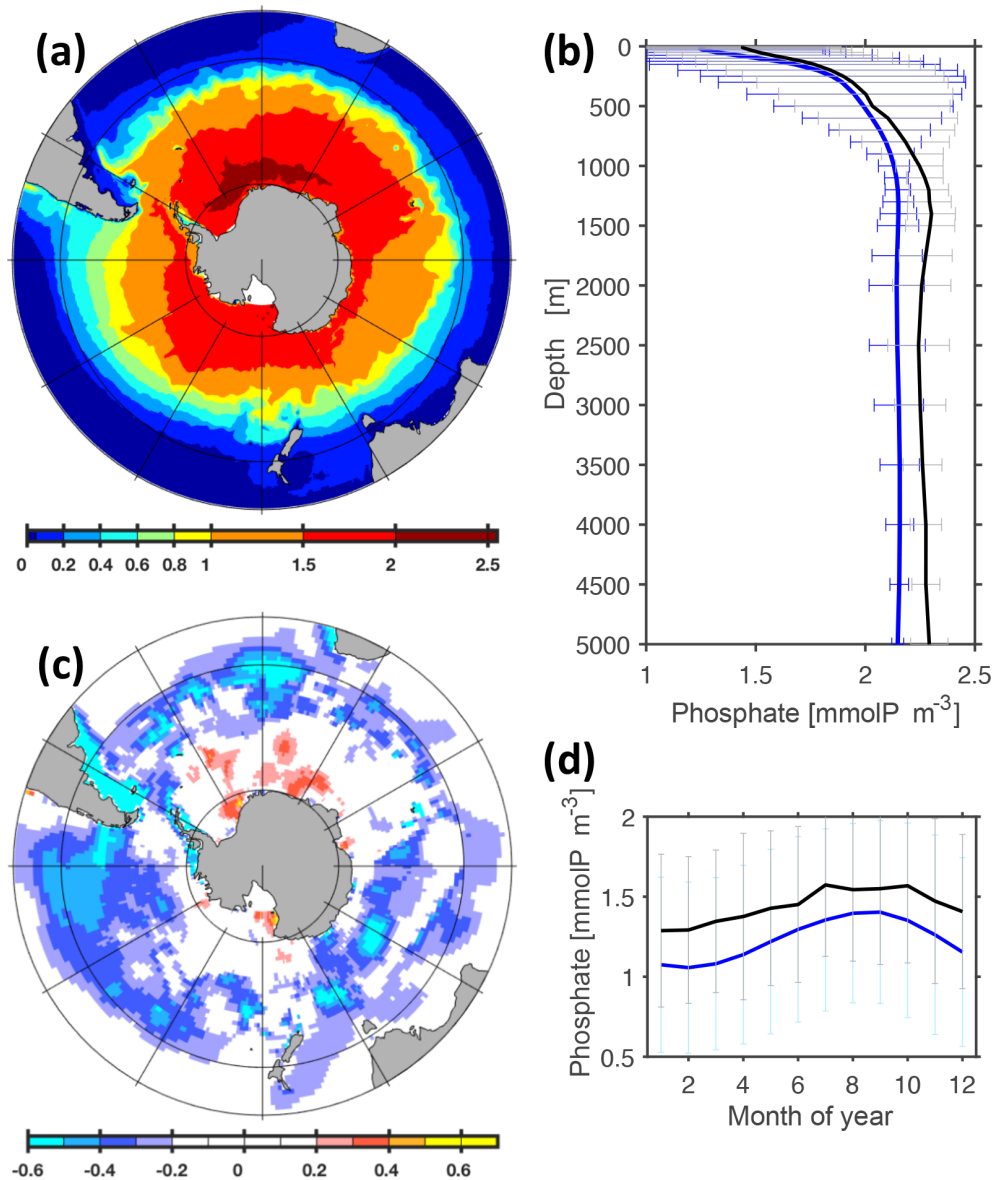 (a)
0 0.2 0.4 0.6 0.8 1 1.5 2 2.5
(b)
0
500
1000
1500
2000
2500
3000
3500
4000
4500
5000
Depth [m]
1 1.5 2 2.5
Phosphate [mmolP m-3]
(c)
-0.6 -0.4 -0.2 0 0.2 0.4 0.6
(d)
2
1.5
1
0.5
Phosphate [mmolP m-3]
2 4 6 8 10 12
Month of year